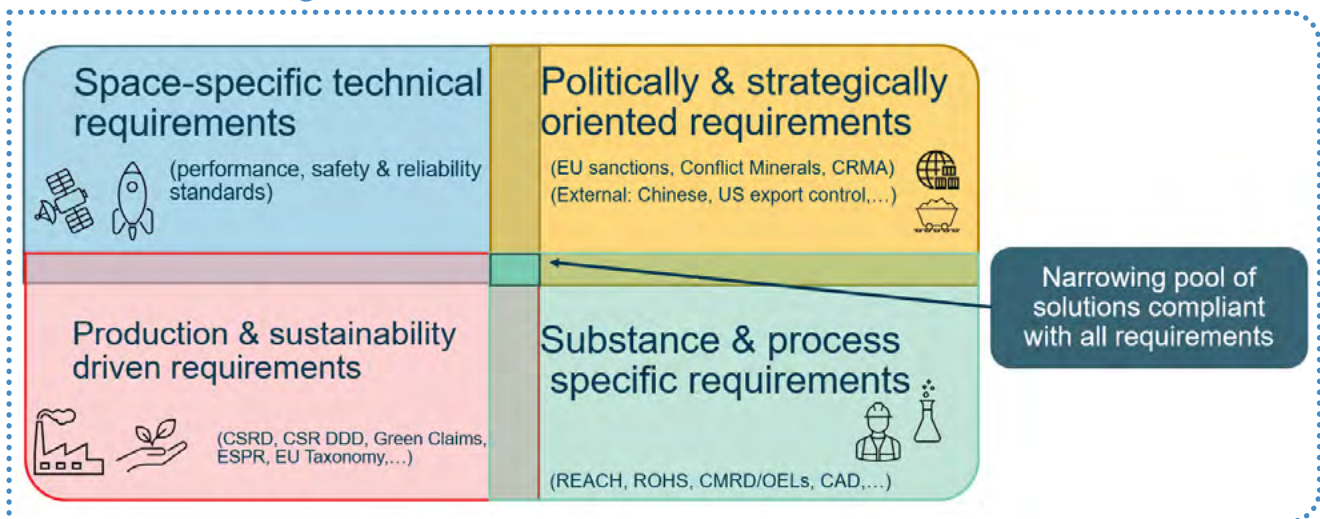 Space-specific technical
requirements
(performance, safety & reliability
standards)
Politically & strategically
oriented requirements
(EU sanctions, Conflict Minerals, CRMA)
(External: Chinese, US export control,...)
Narrowing pool of
solutions compliant
with all requirements
Production & sustainability
driven requirements
(CSRD, CSR DDD, Green Claims,
ESPR, EU Taxonomy,...)
Substance & process
specific requirements
(REACH, ROHS, CMRD/OELs, CAD,...)